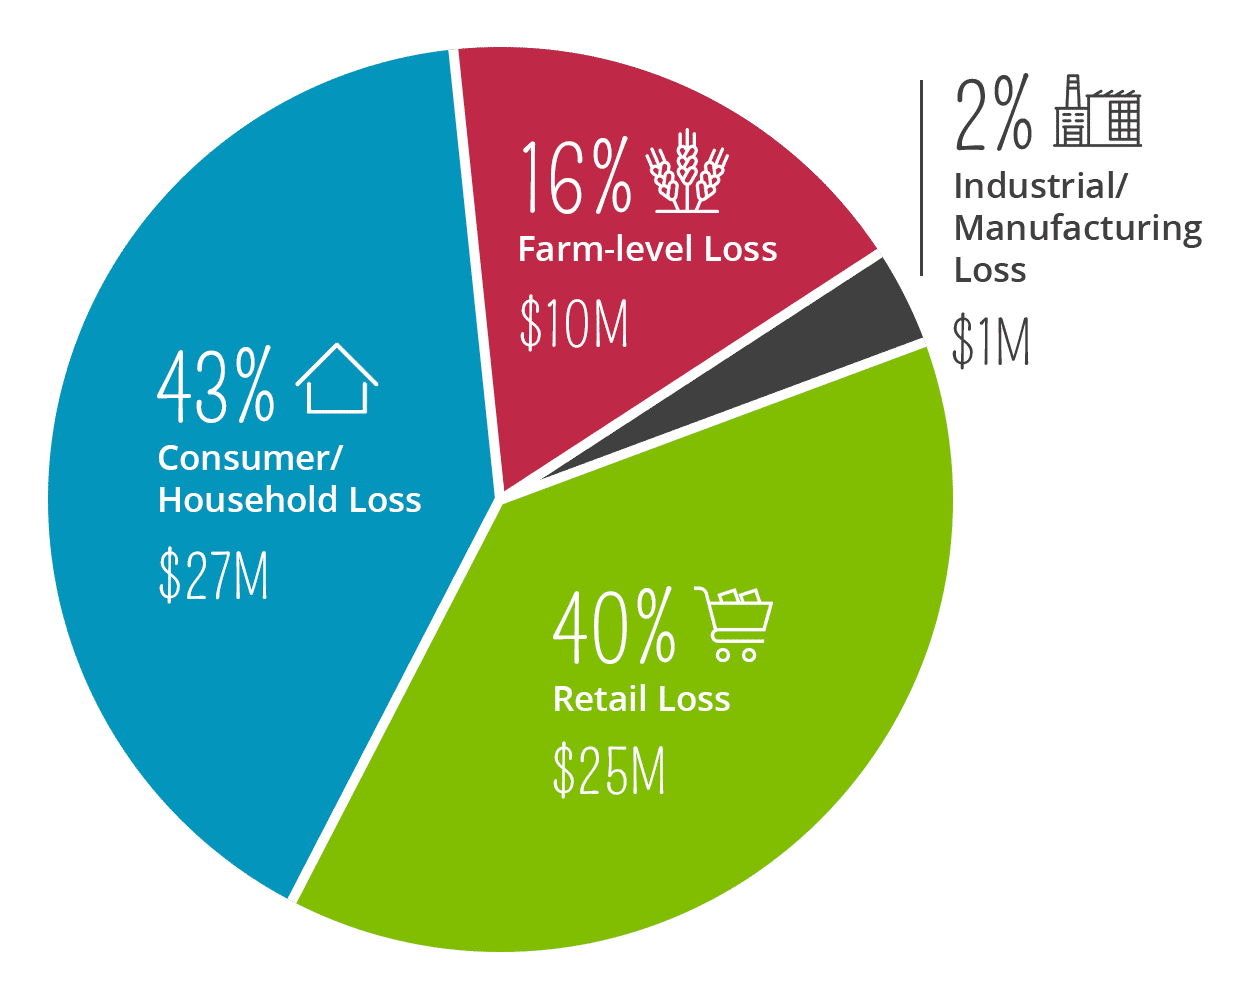 16%
Farm-level Loss
$10M
2%
Industrial/
Manufacturing
Loss
$1M
43%
Consumer/
Household Loss
$27M
40%
Retail Loss
$25M